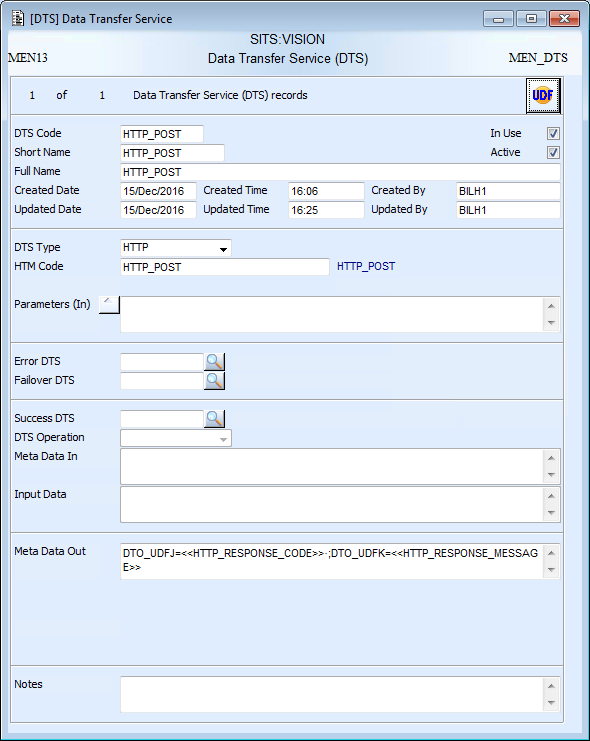 [DTS] Data Transfer Service
SITS:VISION
MEN13 Data Transfer Service (DTS) MEN_DTS
1 of 1 Data Transfer Service (DTS) records UDF
DTS Code HTTP_POST In Use
Short Name HTTP_POST Active
Full Name HTTP_POST
Created Date 15/Dec/2016 Created Time 16:06 Created By BILH1
Updated Date 15/Dec/2016 Updated Time 16:25 Updated By BILH1
DTS Type HTTP
HTM Code HTTP_POST HTTP_POST
Parameters (In)
Error DTS
Failover DTS
Success DTS
DTS Operation
Meta Data In
Input Data
Meta Data Out DTO_UDFJ=<<HTTP_RESPONSE_CODE>>·;DTO_UDFK=<<HTTP_RESPONSE_MESSAG
E>>
Notes